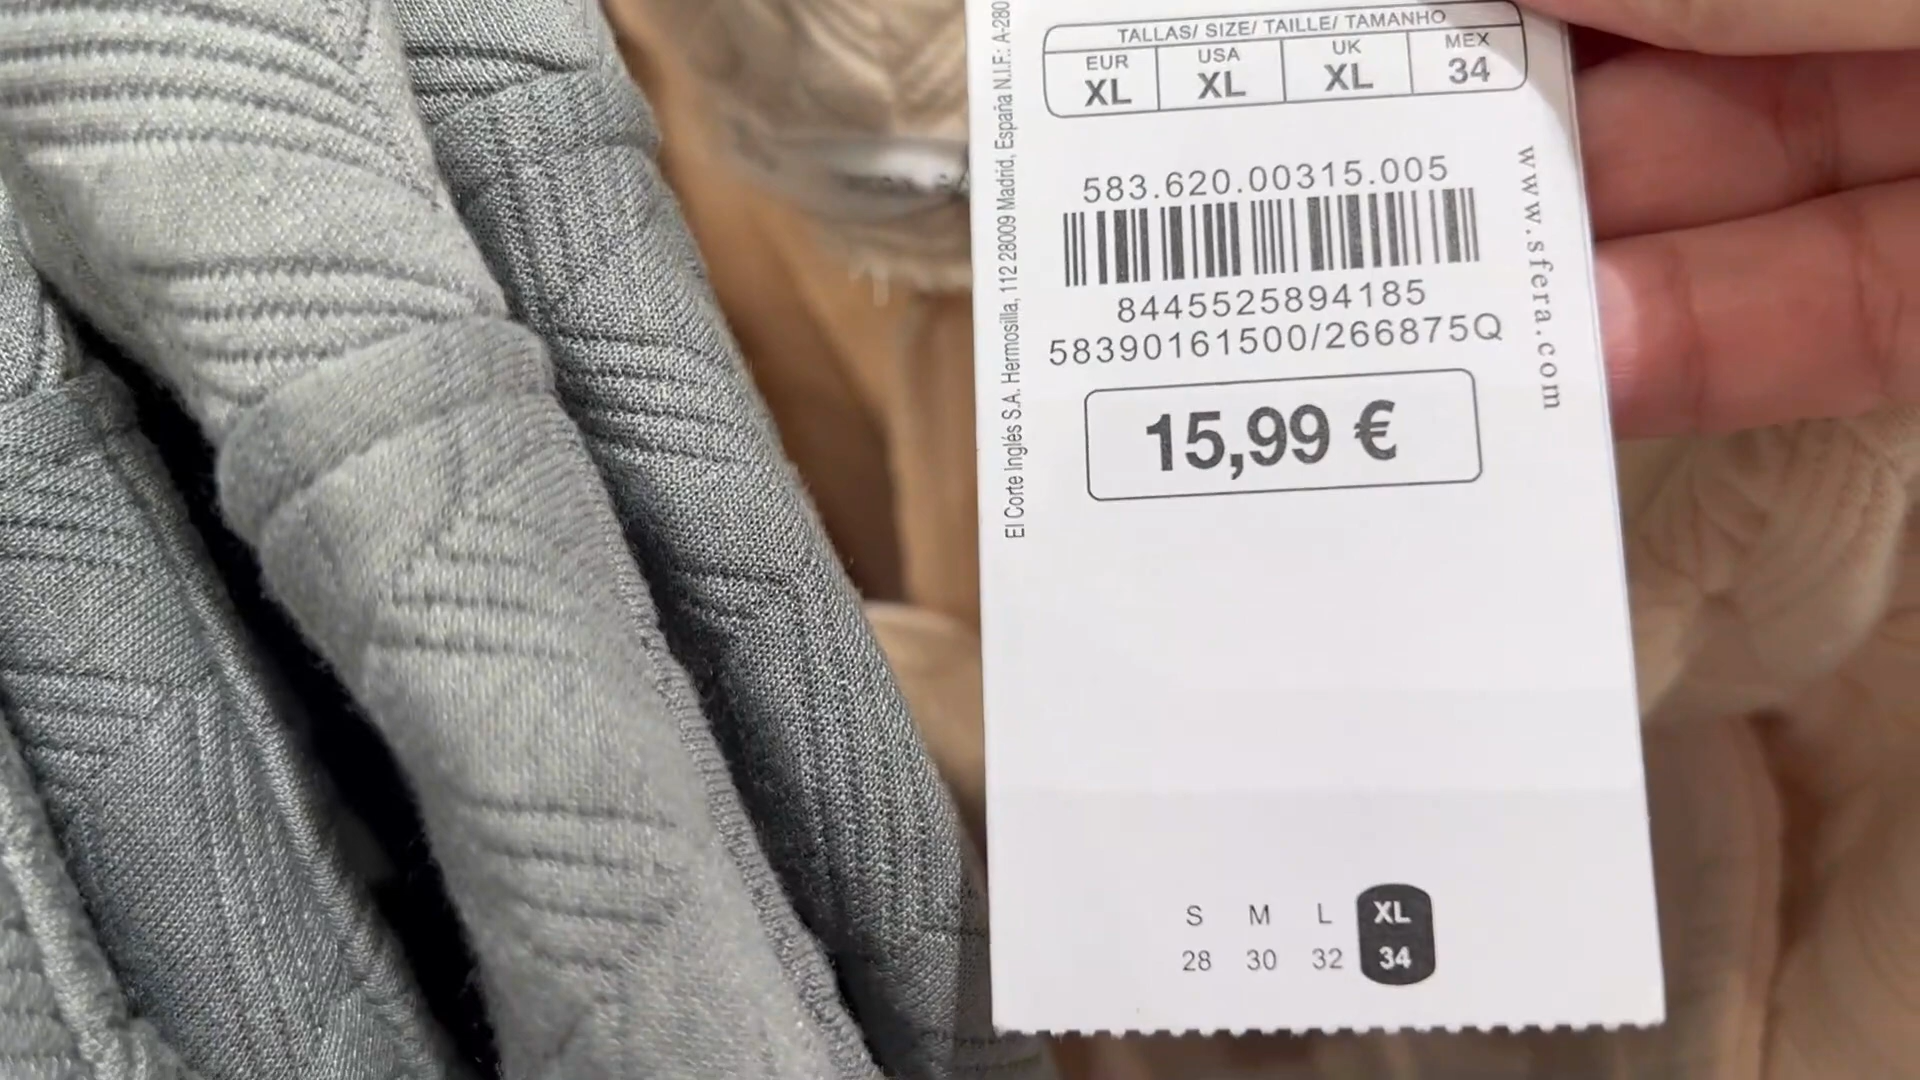 TALLAS/ SIZE/ TAILLE/ TAMANHO
EUR USA UK MEX
XL XL XL 34
583.620.00315.005
8445525894185
58390161500/266875Q
15,99 €
www.sfera.com
El Corte Inglés S.A. Hermosilla, 112 28009 Madrid, España N.I.F.: A-280
S M L XL
28 30 32 34